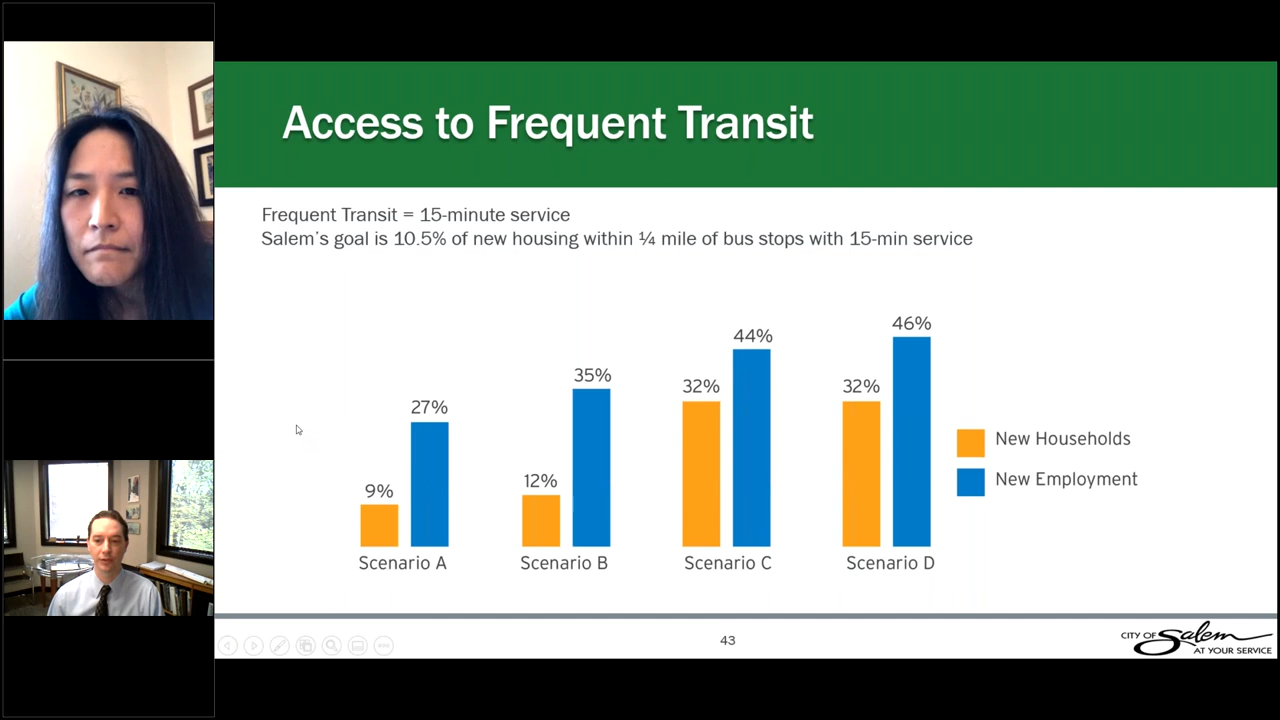 Access to Frequent Transit
Frequent Transit = 15-minute service
Salem's goal is 10.5% of new housing within ¼ mile of bus stops with 15-min service
9%
27%
12%
35%
32%
44%
32%
46%
Scenario A
Scenario B
Scenario C
Scenario D
New Households
New Employment
43
CITY OF Salem
AT YOUR SERVICE